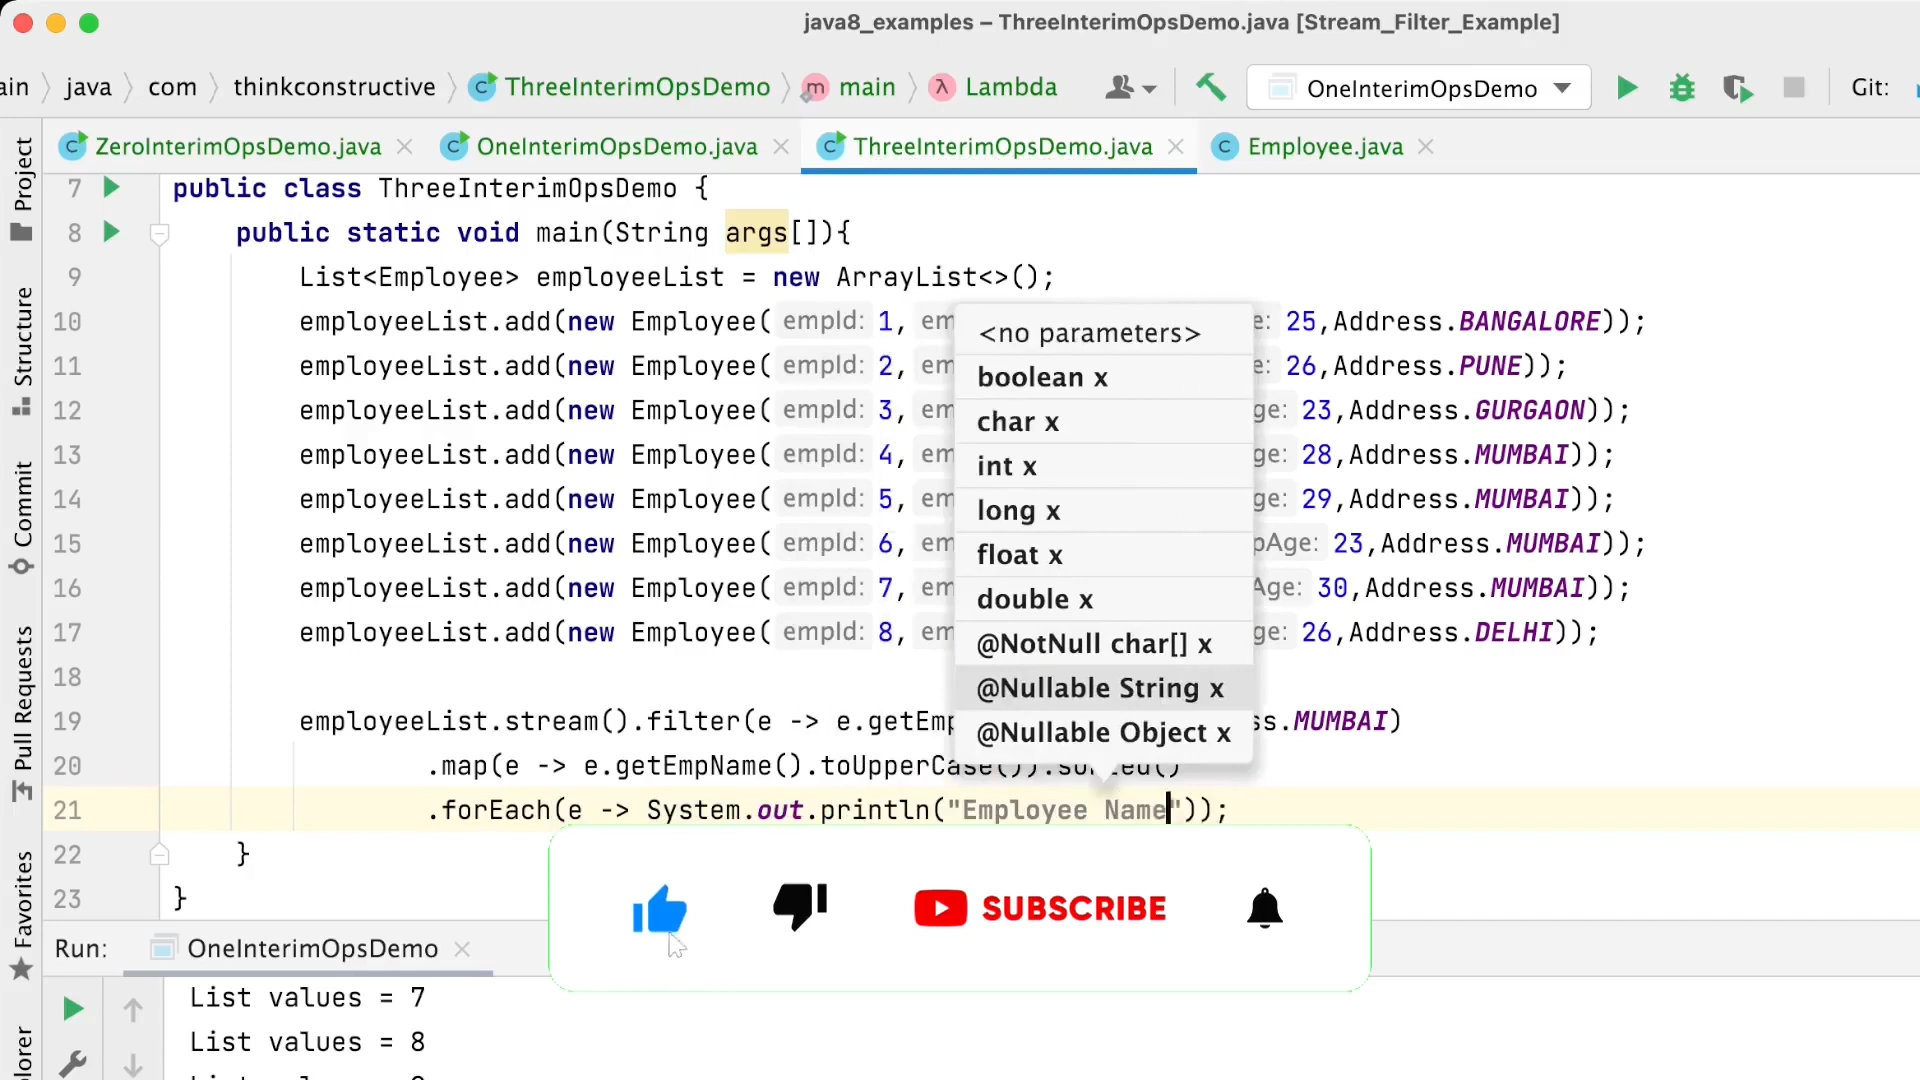 java8_examples – ThreeInterimOpsDemo.java [Stream_Filter_Example]
ain 〉 java 〉 com 〉 thinkconstructive 〉 ThreeInterimOpsDemo 〉 main 〉 Lambda OneInterimOpsDemo Git:
ZeroInterimOpsDemo.java OneInterimOpsDemo.java ThreeInterimOpsDemo.java Employee.java
Project
Structure
Commit
Pull Requests
Favorites
plorer
7 public class ThreeInterimOpsDemo {
8 public static void main(String args[]){
9 List<Employee> employeeList = new ArrayList<>();
10 employeeList.add(new Employee( empId: 1, em e: 25,Address.BANGALORE));
11 employeeList.add(new Employee( empId: 2, em e: 26,Address.PUNE));
12 employeeList.add(new Employee( empId: 3, em ge: 23,Address.GURGAON));
13 employeeList.add(new Employee( empId: 4, em ge: 28,Address.MUMBAI));
14 employeeList.add(new Employee( empId: 5, em ge: 29,Address.MUMBAI));
15 employeeList.add(new Employee( empId: 6, em pAge: 23,Address.MUMBAI));
16 employeeList.add(new Employee( empId: 7, em Age: 30,Address.MUMBAI));
17 employeeList.add(new Employee( empId: 8, em ge: 26,Address.DELHI));
18
19 employeeList.stream().filter(e -> e.getEmp ss.MUMBAI)
20 .map(e -> e.getEmpName().toUpperCase()).sorted()
21 .forEach(e -> System.out.println("Employee Name"));
22 }
23 }
<no parameters>
boolean x
char x
int x
long x
float x
double x
@NotNull char[] x
@Nullable String x
@Nullable Object x
SUBSCRIBE
Run: OneInterimOpsDemo
List values = 7
List values = 8